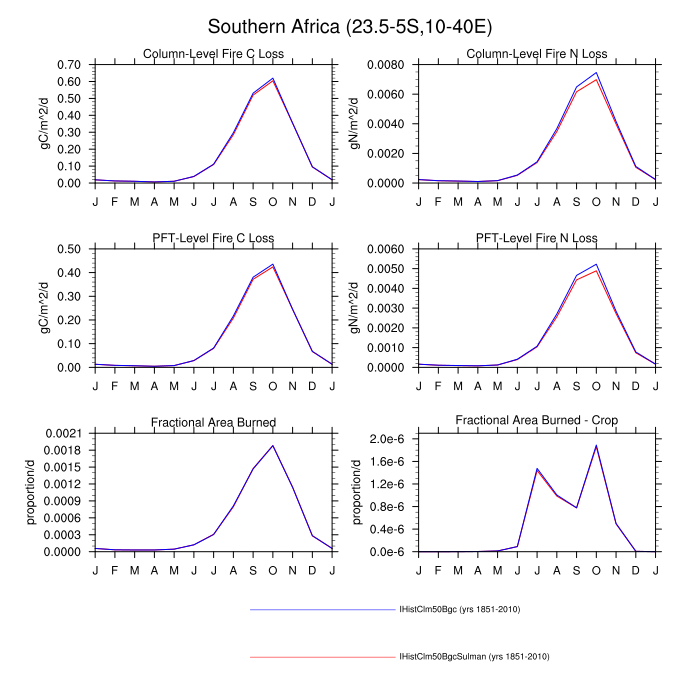 Southern Africa (23.5-5S,10-40E)
Column-Level Fire C Loss
gC/m^2/d
0.70
0.60
0.50
0.40
0.30
0.20
0.10
0.00
J F M A M J J A S O N D J
Column-Level Fire N Loss
gN/m^2/d
0.0080
0.0060
0.0040
0.0020
0.0000
J F M A M J J A S O N D J
PFT-Level Fire C Loss
gC/m^2/d
0.50
0.40
0.30
0.20
0.10
0.00
J F M A M J J A S O N D J
PFT-Level Fire N Loss
gN/m^2/d
0.0060
0.0050
0.0040
0.0030
0.0020
0.0010
0.0000
J F M A M J J A S O N D J
Fractional Area Burned
proportion/d
0.0021
0.0018
0.0015
0.0012
0.0009
0.0006
0.0003
0.0000
J F M A M J J A S O N D J
Fractional Area Burned - Crop
proportion/d
2.0e-6
1.6e-6
1.2e-6
0.8e-6
0.4e-6
0.0e-6
J F M A M J J A S O N D J
IHistClm50Bgc (yrs 1851-2010)
IHistClm50BgcSulman (yrs 1851-2010)